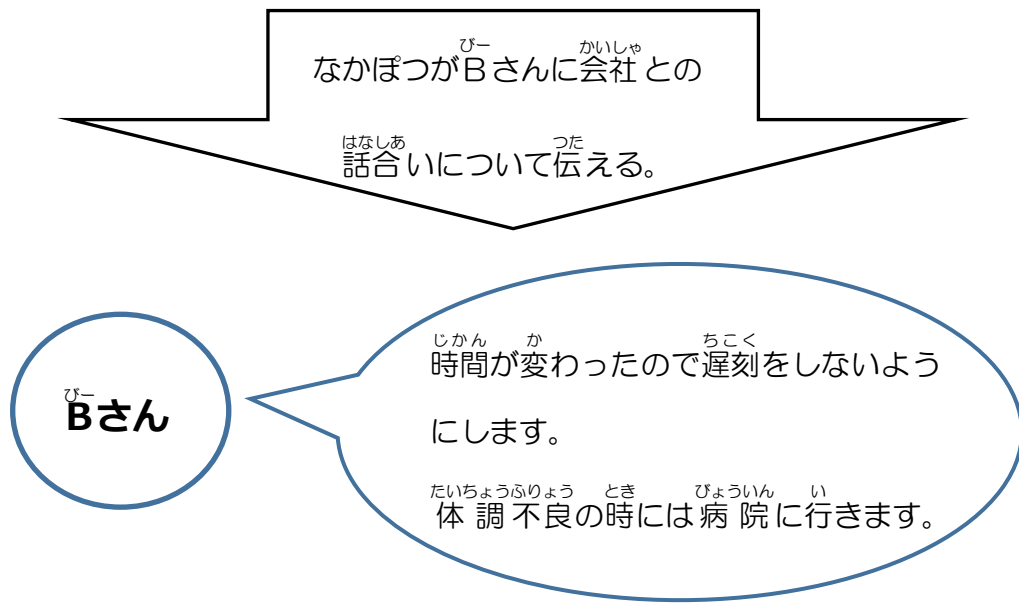 なかぽつがBさんに会社との
話合いについて伝える。
Bさん
時間が変わったので遅刻をしないよう
にします。
体調不良の時には病院に行きます。